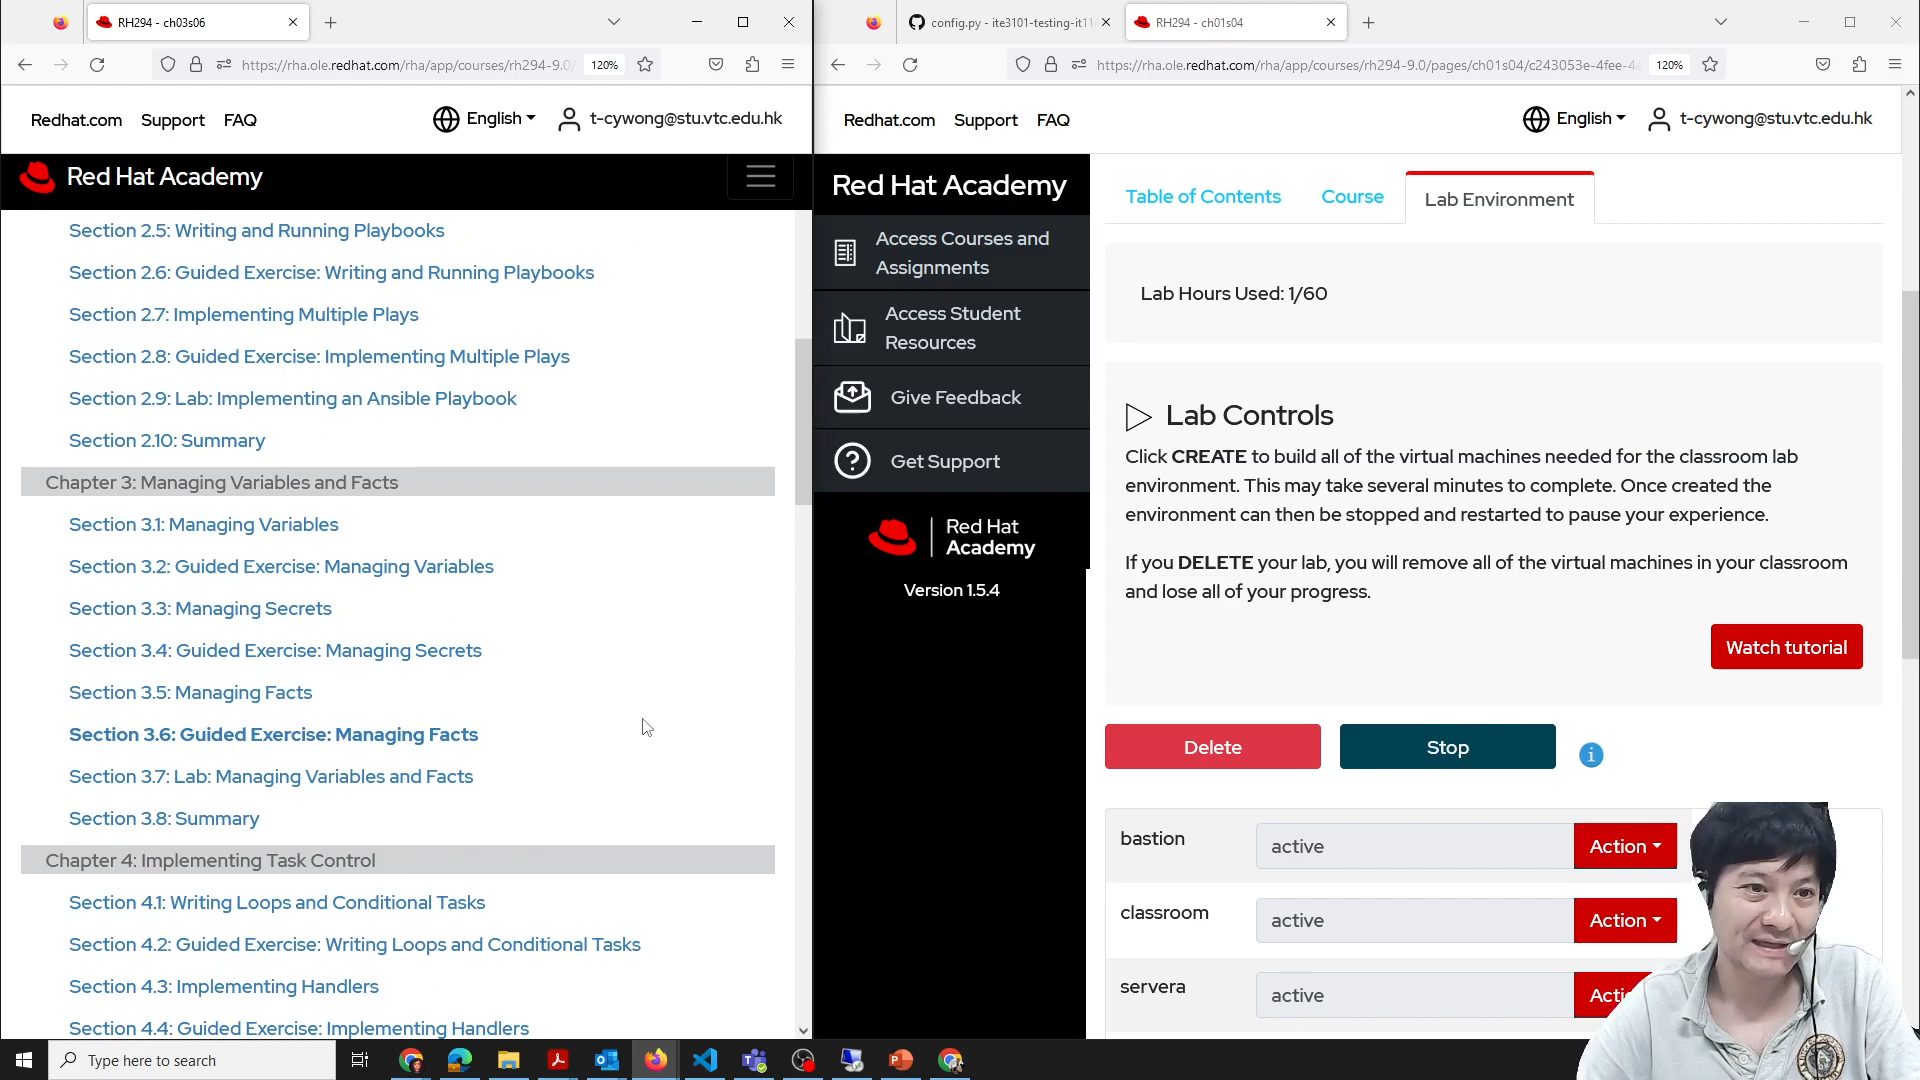 RH294 - ch03s06
https://rha.ole.redhat.com/rha/app/courses/rh294-9.0/
120%
Redhat.com
Support
FAQ
English
t-cywong@stu.vtc.edu.hk
Red Hat Academy
Section 2.5: Writing and Running Playbooks
Section 2.6: Guided Exercise: Writing and Running Playbooks
Section 2.7: Implementing Multiple Plays
Section 2.8: Guided Exercise: Implementing Multiple Plays
Section 2.9: Lab: Implementing an Ansible Playbook
Section 2.10: Summary
Chapter 3: Managing Variables and Facts
Section 3.1: Managing Variables
Section 3.2: Guided Exercise: Managing Variables
Section 3.3: Managing Secrets
Section 3.4: Guided Exercise: Managing Secrets
Section 3.5: Managing Facts
Section 3.6: Guided Exercise: Managing Facts
Section 3.7: Lab: Managing Variables and Facts
Section 3.8: Summary
Chapter 4: Implementing Task Control
Section 4.1: Writing Loops and Conditional Tasks
Section 4.2: Guided Exercise: Writing Loops and Conditional Tasks
Section 4.3: Implementing Handlers
Section 4.4: Guided Exercise: Implementing Handlers
config.py - ite3101-testing-it11
RH294 - ch01s04
https://rha.ole.redhat.com/rha/app/courses/rh294-9.0/pages/ch01s04/c243053e-4fee-4
120%
Redhat.com
Support
FAQ
English
t-cywong@stu.vtc.edu.hk
Red Hat Academy
Access Courses and
Assignments
Access Student
Resources
Give Feedback
Get Support
Red Hat
Academy
Version 1.5.4
Table of Contents
Course
Lab Environment
Lab Hours Used: 1/60
Lab Controls
Click CREATE to build all of the virtual machines needed for the classroom lab
environment. This may take several minutes to complete. Once created the
environment can then be stopped and restarted to pause your experience.
If you DELETE your lab, you will remove all of the virtual machines in your classroom
and lose all of your progress.
Watch tutorial
Delete
Stop
bastion
active
Action
classroom
active
Action
servera
active
Acti
Type here to search